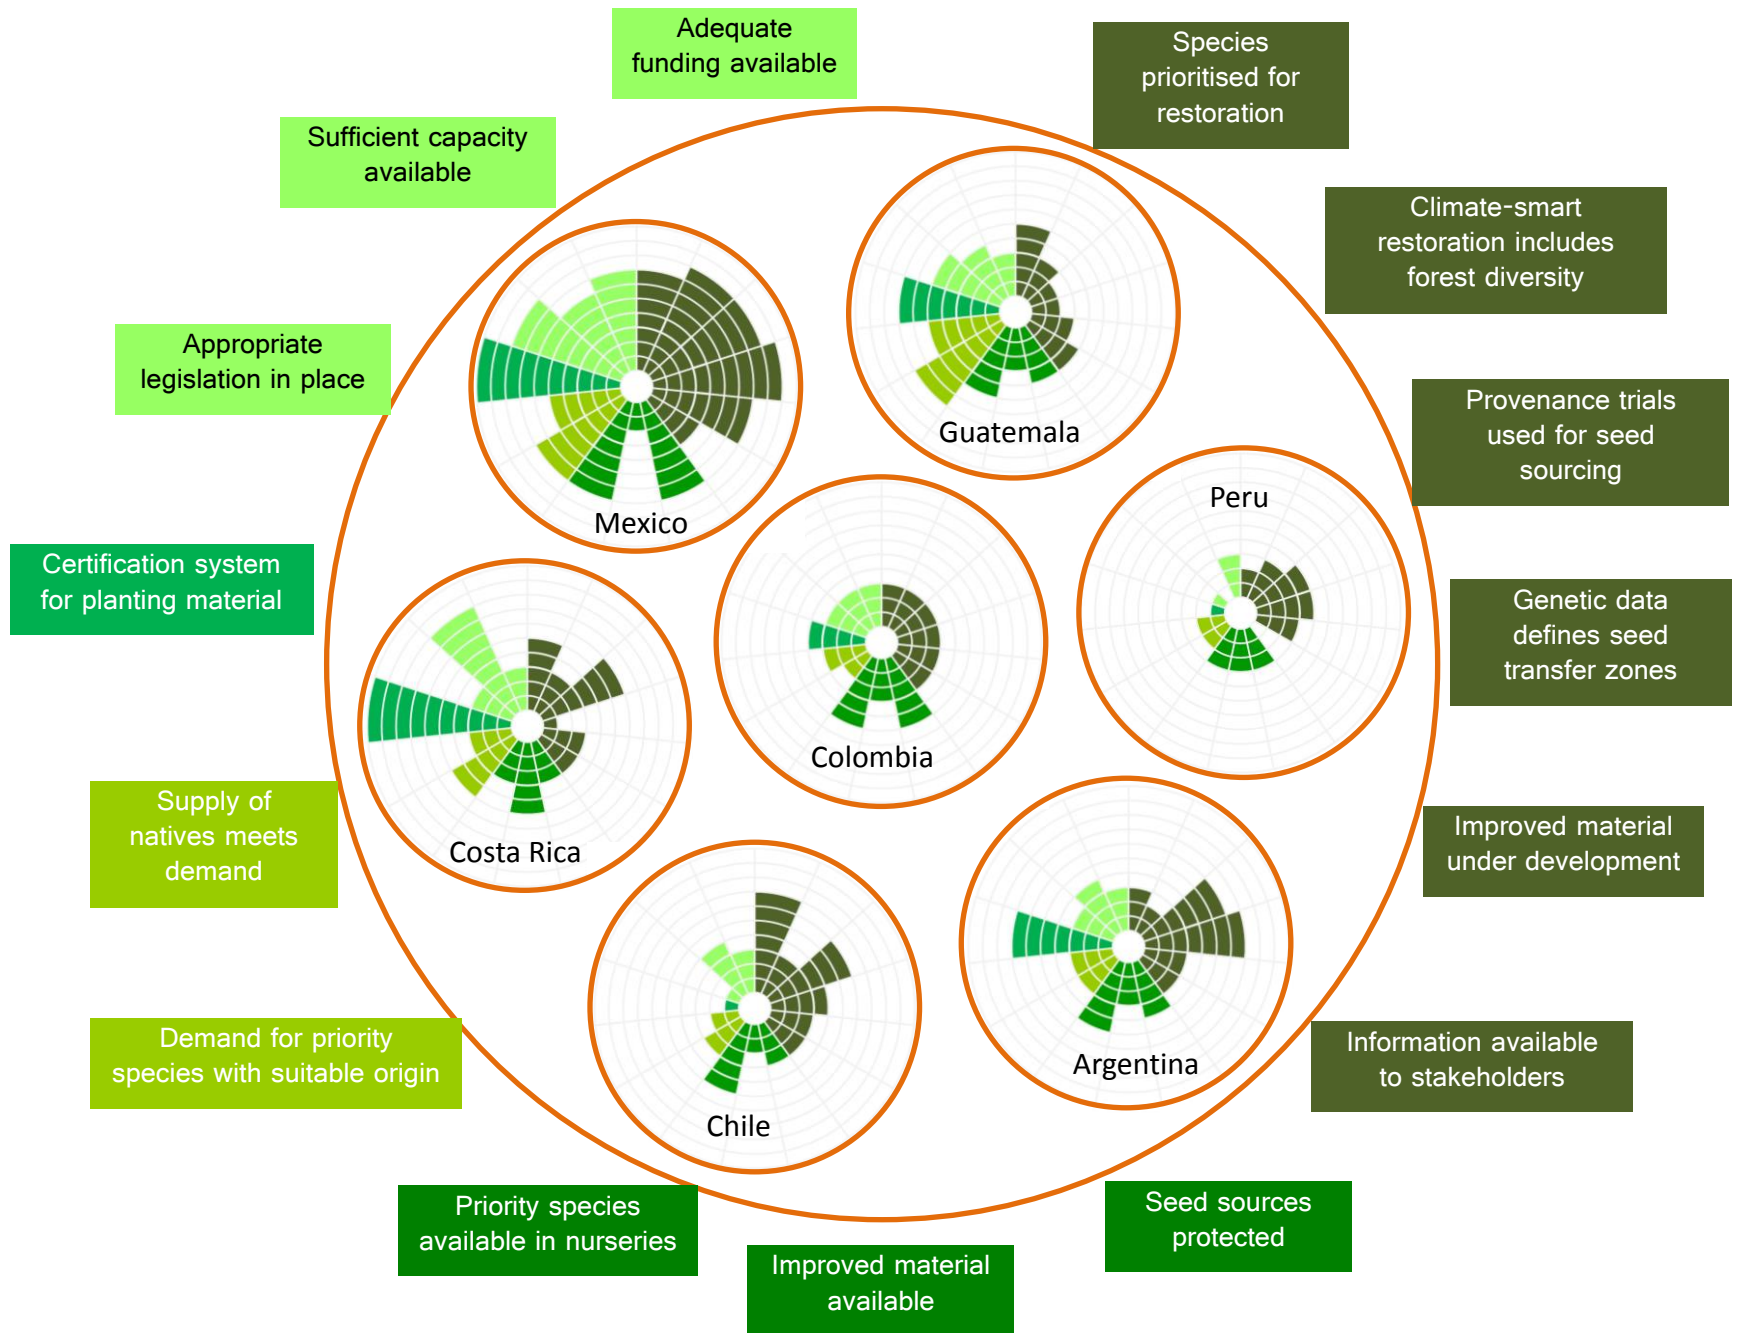 Adequate
funding available
Species
prioritised for
restoration
Sufficient capacity
available
Climate-smart
restoration includes
forest diversity
Appropriate
legislation in place
Provenance trials
used for seed
sourcing
Guatemala
Peru
Mexico
Certification system
for planting material
Genetic data
defines seed
transfer zones
Colombia
Supply of
natives meets
demand
Costa Rica
Improved material
under development
Demand for priority
species with suitable origin
Argentina
Information available
to stakeholders
Chile
Priority species
available in nurseries
Seed sources
protected
Improved material
available